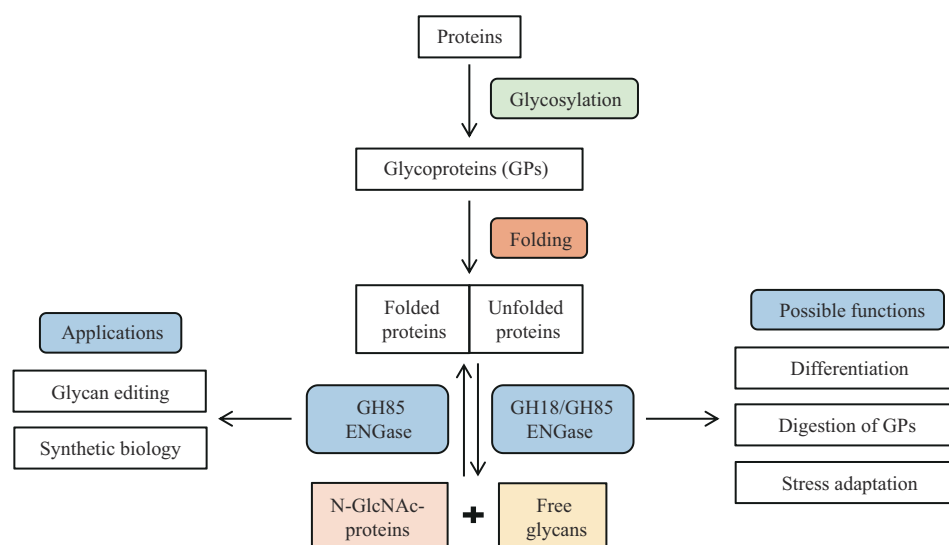 Proteins
Glycosylation
Glycoproteins (GPs)
Folding
Folded
proteins
Unfolded
proteins
Applications
Glycan editing
Synthetic biology
GH85
ENGase
GH18/GH85
ENGase
Possible functions
Differentiation
Digestion of GPs
Stress adaptation
N-GlcNAc-
proteins
+
Free
glycans